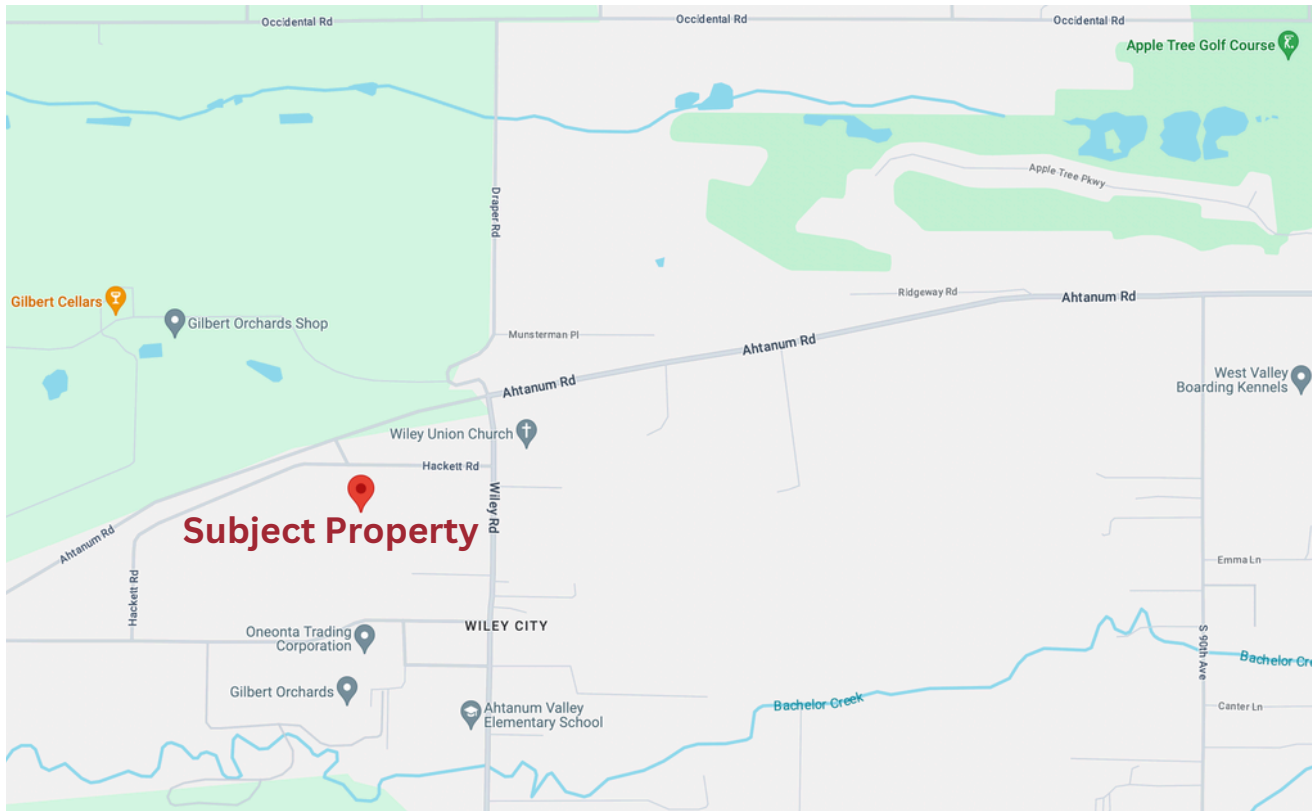 Occidental Rd
Occidental Rd
Occidental Rd
Apple Tree Golf Course
Apple Tree Pkwy
Draper Rd
Ridgeway Rd
Ahtanum Rd
Gilbert Cellars
Gilbert Orchards Shop
Munsterman Pl
Ahtanum Rd
West Valley
Boarding Kennels
Ahtanum Rd
Wiley Union Church
Hackett Rd
Wiley Rd
Subject Property
Ahtanum Rd
Emma Ln
Hackett Rd
WILEY CITY
Oneonta Trading
Corporation
S 90th Ave
Bachelor Cre
Gilbert Orchards
Bachelor Creek
Canter Ln
Ahtanum Valley
Elementary School